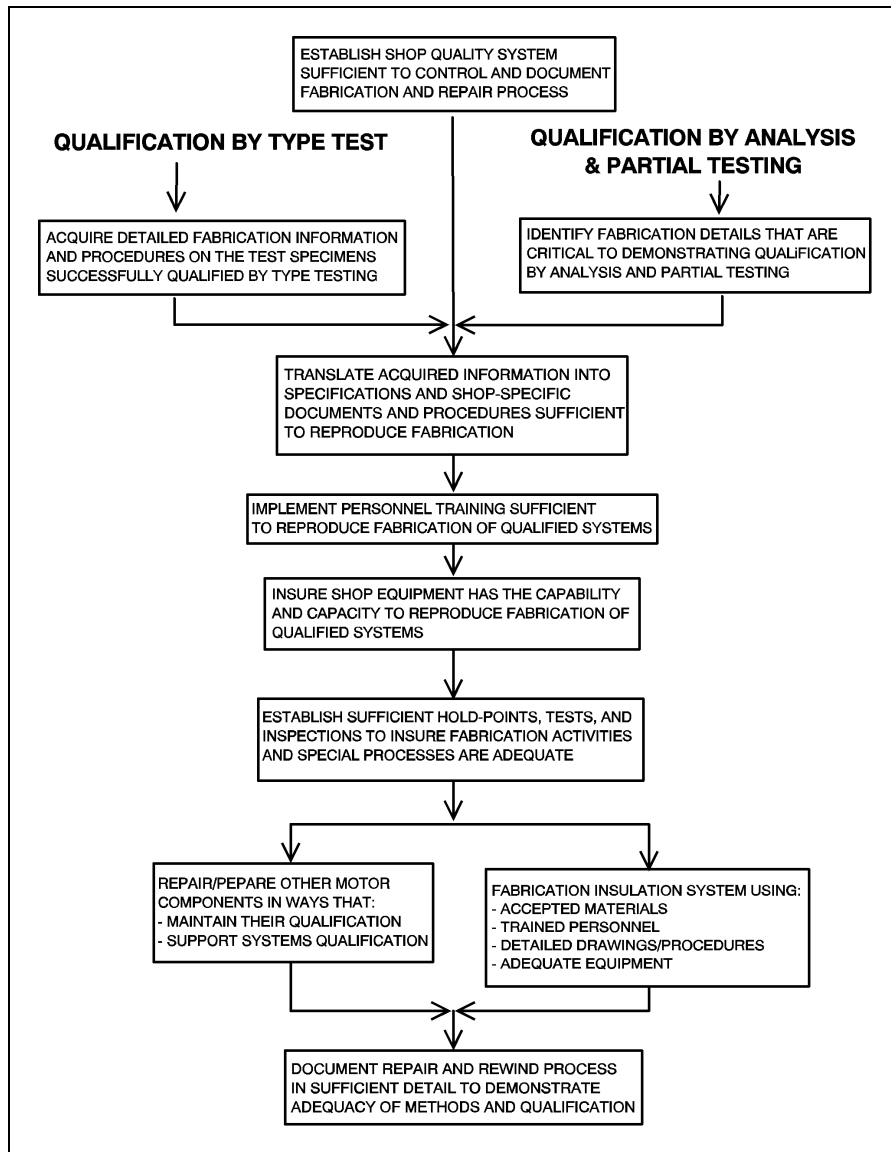 ESTABLISH SHOP QUALITY SYSTEM
SUFFICIENT TO CONTROL AND DOCUMENT
FABRICATION AND REPAIR PROCESS
QUALIFICATION BY TYPE TEST
QUALIFICATION BY ANALYSIS
& PARTIAL TESTING
ACQUIRE DETAILED FABRICATION INFORMATION
AND PROCEDURES ON THE TEST SPECIMENS
SUCCESSFULLY QUALIFIED BY TYPE TESTING
IDENTIFY FABRICATION DETAILS THAT ARE
CRITICAL TO DEMONSTRATING QUALiFICATION
BY ANALYSIS AND PARTIAL TESTING
TRANSLATE ACQUIRED INFORMATION INTO
SPECIFICATIONS AND SHOP-SPECIFIC
DOCUMENTS AND PROCEDURES SUFFICIENT
TO REPRODUCE FABRICATION
IMPLEMENT PERSONNEL TRAINING SUFFICIENT
TO REPRODUCE FABRICATION OF QUALIFIED SYSTEMS
INSURE SHOP EQUIPMENT HAS THE CAPABILITY
AND CAPACITY TO REPRODUCE FABRICATION OF
QUALIFIED SYSTEMS
ESTABLISH SUFFICIENT HOLD-POINTS, TESTS, AND
INSPECTIONS TO INSURE FABRICATION ACTIVITIES
AND SPECIAL PROCESSES ARE ADEQUATE
REPAIR/PEPARE OTHER MOTOR
COMPONENTS IN WAYS THAT:
- MAINTAIN THEIR QUALIFICATION
- SUPPORT SYSTEMS QUALIFICATION
FABRICATION INSULATION SYSTEM USING:
- ACCEPTED MATERIALS
- TRAINED PERSONNEL
- DETAILED DRAWINGS/PROCEDURES
- ADEQUATE EQUIPMENT
DOCUMENT REPAIR AND REWIND PROCESS
IN SUFFICIENT DETAIL TO DEMONSTRATE
ADEQUACY OF METHODS AND QUALIFICATION